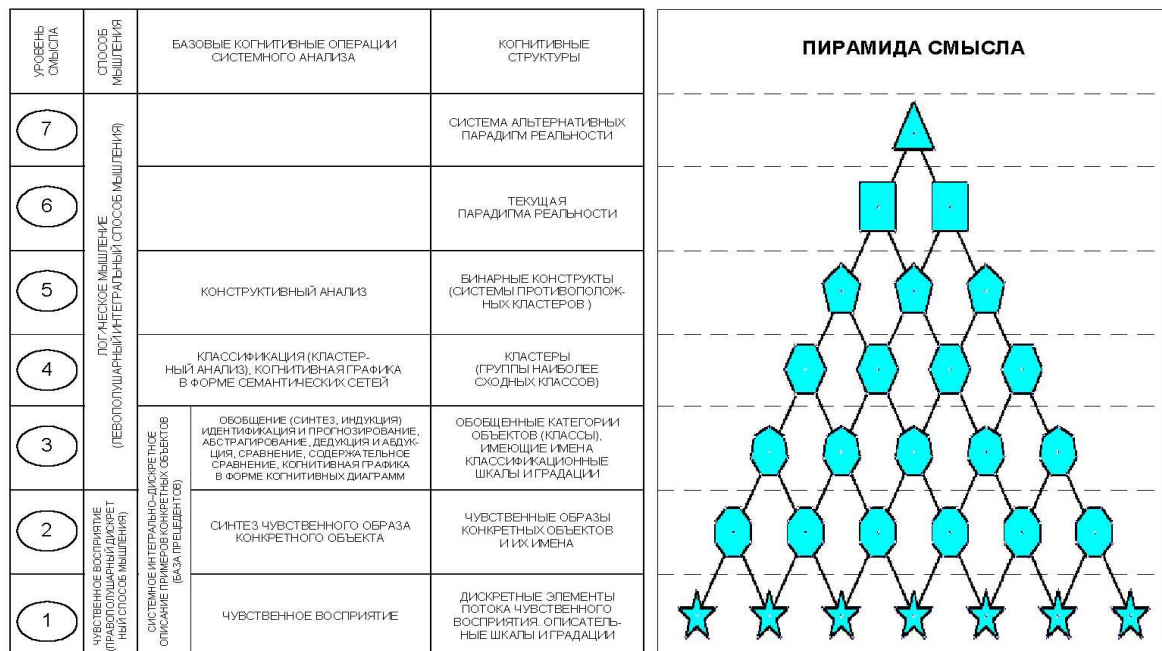 УРОВЕНЬ
СМЫСЛА
СПОСОБ
МЫШЛЕНИЯ
БАЗОВЫЕ КОГНИТИВНЫЕ ОПЕРАЦИИ
СИСТЕМНОГО АНАЛИЗА
КОГНИТИВНЫЕ
СТРУКТУРЫ
ПИРАМИДА СМЫСЛА
ЛОГИЧЕСКОЕ МЫШЛЕНИЕ
(ЛЕВОПОЛУШАРНЫЙ ИНТЕГРАЛЬНЫЙ СПОСОБ МЫШЛЕНИЯ)
7
СИСТЕМА АЛЬТЕРНАТИВНЫХ
ПАРАДИГМ РЕАЛЬНОСТИ
6
ТЕКУЩАЯ
ПАРАДИГМА РЕАЛЬНОСТИ
5
КОНСТРУКТИВНЫЙ АНАЛИЗ
БИНАРНЫЕ КОНСТРУКТЫ
(СИСТЕМЫ ПРОТИВОПОЛОЖ-
НЫХ КЛАСТЕРОВ )
4
КЛАССИФИКАЦИЯ (КЛАСТЕР-
НЫЙ АНАЛИЗ), КОГНИТИВНАЯ ГРАФИКА
В ФОРМЕ СЕМАНТИЧЕСКИХ СЕТЕЙ
КЛАСТЕРЫ
(ГРУППЫ НАИБОЛЕЕ
СХОДНЫХ КЛАССОВ)
3
СИСТЕМНОЕ ИНТЕГРАЛЬНО-ДИСКРЕТНОЕ
ОПИСАНИЕ ПРИМЕРОВ КОНКРЕТНЫХ ОБЪЕКТОВ
(БАЗА ПРЕЦЕДЕНТОВ)
ОБОБЩЕНИЕ (СИНТЕЗ, ИНДУКЦИЯ)
ИДЕНТИФИКАЦИЯ И ПРОГНОЗИРОВАНИЕ,
АБСТРАГИРОВАНИЕ, ДЕДУКЦИЯ И АБДУК-
ЦИЯ, СРАВНЕНИЕ, СОДЕРЖАТЕЛЬНОЕ
СРАВНЕНИЕ, КОГНИТИВНАЯ ГРАФИКА
В ФОРМЕ КОГНИТИВНЫХ ДИАГРАММ
ОБОБЩЕННЫЕ КАТЕГОРИИ
ОБЪЕКТОВ (КЛАССЫ),
ИМЕЮЩИЕ ИМЕНА
КЛАССИФИКАЦИОННЫЕ
ШКАЛЫ И ГРАДАЦИИ
ЧУВСТВЕННОЕ ВОСПРИЯТИЕ
(ПРАВОПОЛУШАРНЫЙ ДИСКРЕТ
НЫЙ СПОСОБ МЫШЛЕНИЯ)
2
СИНТЕЗ ЧУВСТВЕННОГО ОБРАЗА
КОНКРЕТНОГО ОБЪЕКТА
ЧУВСТВЕННЫЕ ОБРАЗЫ
КОНКРЕТНЫХ ОБЪЕКТОВ
И ИХ ИМЕНА
1
ЧУВСТВЕННОЕ ВОСПРИЯТИЕ
ДИСКРЕТНЫЕ ЭЛЕМЕНТЫ
ПОТОКА ЧУВСТВЕННОГО
ВОСПРИЯТИЯ. ОПИСАТЕЛЬ-
НЫЕ ШКАЛЫ И ГРАДАЦИИ